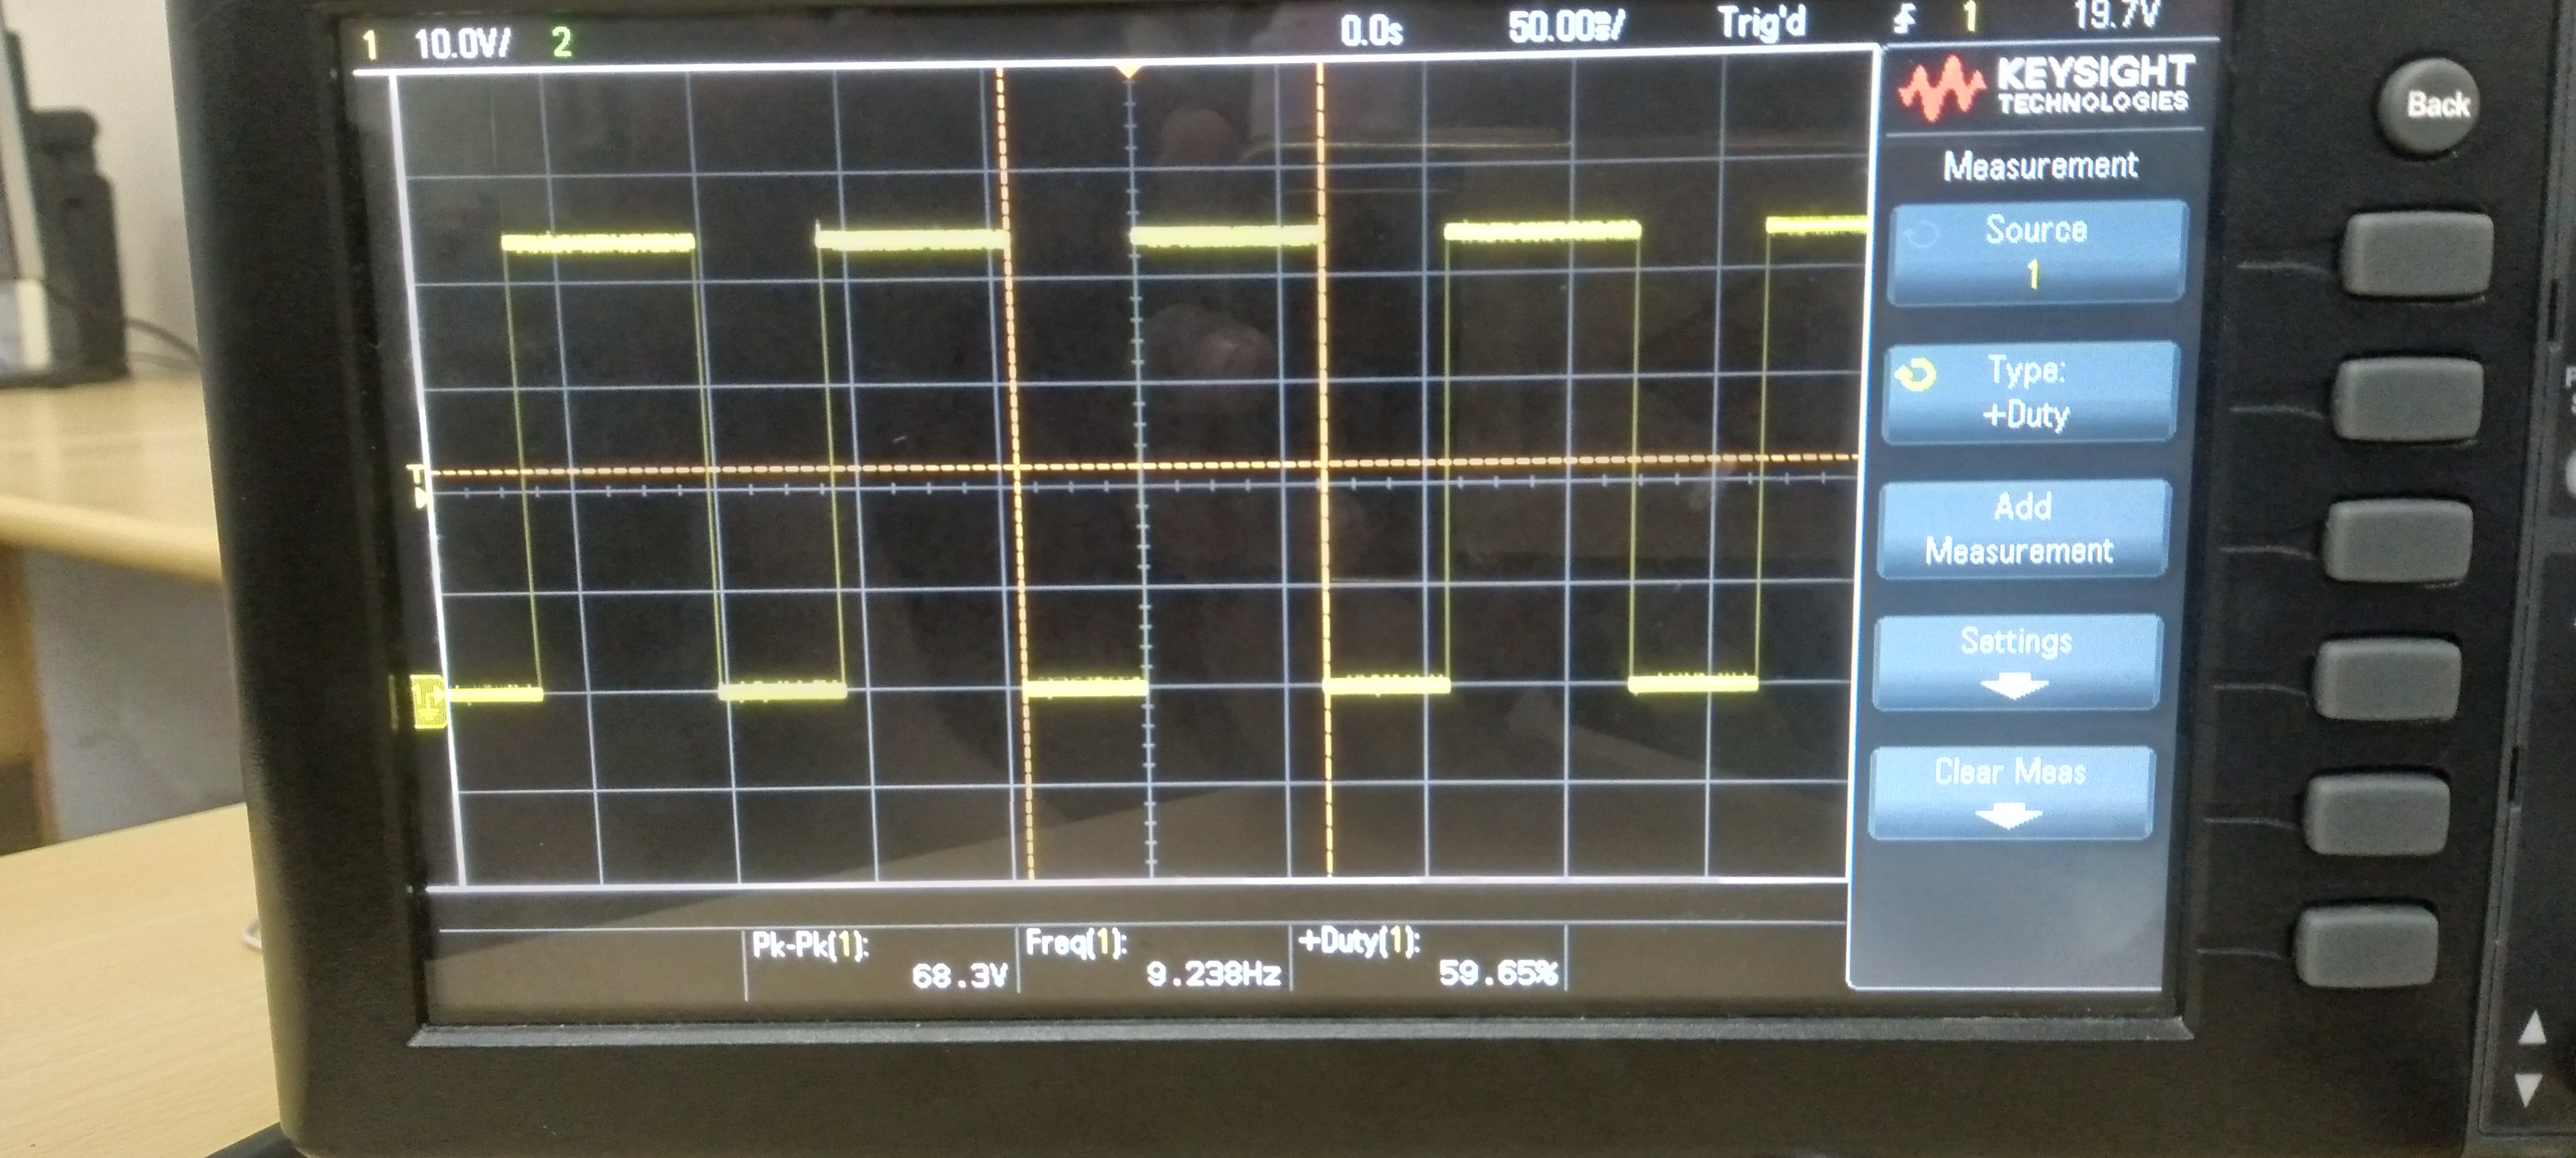 1 10.0V/ 2 0.0s 50.00ms/ Trig'd 1 19.7V
KEYSIGHT
TECHNOLOGIES
Measurement
Source
1
Type:
+Duty
Add
Measurement
Settings
Clear Meas
Back
T
Pk-Pk(1): Freq(1): +Duty(1):
68.3V 9.238Hz 59.65%